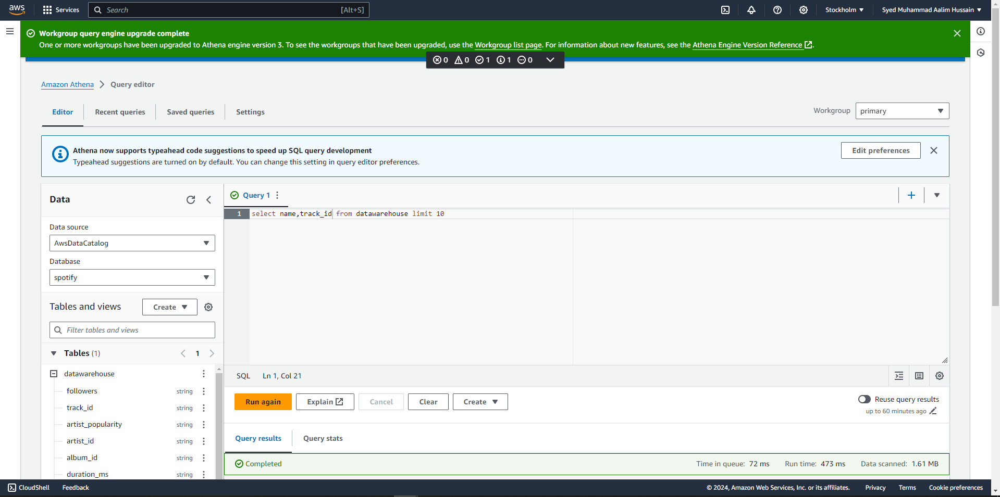 aws
Services
Search
[Alt+S]
Stockholm
Syed Muhammad Aalim Hussain
Workgroup query engine upgrade complete
One or more workgroups have been upgraded to Athena engine version 3. To see the workgroups that have been upgraded, use the Workgroup list page. For information about new features, see the Athena Engine Version Reference .
0 0 1 1 0
Amazon Athena
Query editor
Editor
Recent queries
Saved queries
Settings
Workgroup
primary
Athena now supports typeahead code suggestions to speed up SQL query development
Typeahead suggestions are turned on by default. You can change this setting in query editor preferences.
Edit preferences
Data
Data source
AwsDataCatalog
Database
spotify
Tables and views
Create
Filter tables and views
Tables (1)
1
datawarehouse
followers string
track_id string
artist_popularity string
artist_id string
album_id string
duration_ms string
Query 1
1 select name,track_id from datawarehouse limit 10
SQL
Ln 1, Col 21
Run again
Explain
Cancel
Clear
Create
Reuse query results
up to 60 minutes ago
Query results
Query stats
Completed
Time in queue: 72 ms
Run time: 473 ms
Data scanned: 1.61 MB
CloudShell
Feedback
© 2024, Amazon Web Services, Inc. or its affiliates.
Privacy
Terms
Cookie preferences